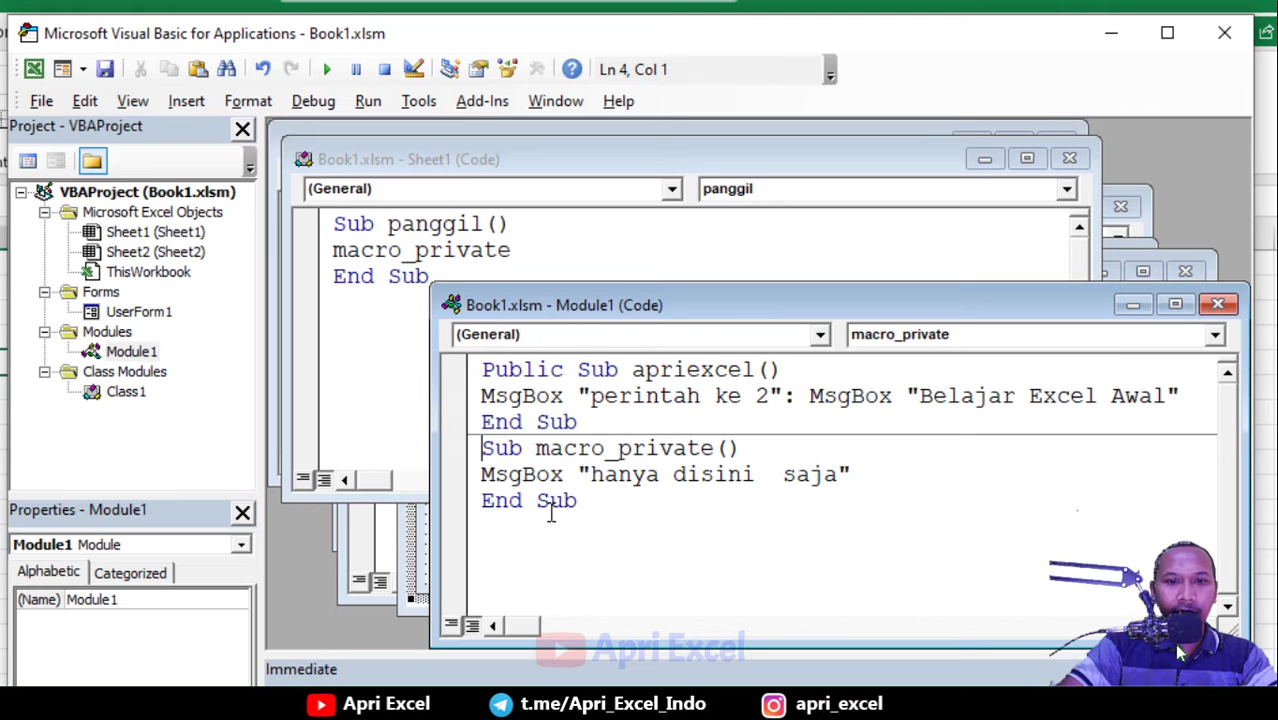 Microsoft Visual Basic for Applications - Book1.xlsm
Ln 4, Col 1
File Edit View Insert Format Debug Run Tools Add-Ins Window Help
Project - VBAProject
VBAProject (Book1.xlsm)
Microsoft Excel Objects
Sheet1 (Sheet1)
Sheet2 (Sheet2)
ThisWorkbook
Forms
UserForm1
Modules
Module1
Class Modules
Class1
Properties - Module1
Module1 Module
Alphabetic Categorized
(Name) Module1
Book1.xlsm - Sheet1 (Code)
(General) panggil
Sub panggil()
macro_private
End Sub
Book1.xlsm - Module1 (Code)
(General) macro_private
Public Sub apriexcel()
MsgBox "perintah ke 2": MsgBox "Belajar Excel Awal"
End Sub
Sub macro_private()
MsgBox "hanya disini  saja"
End Sub
Apri Excel
Immediate
Apri Excel t.me/Apri_Excel_Indo apri_excel